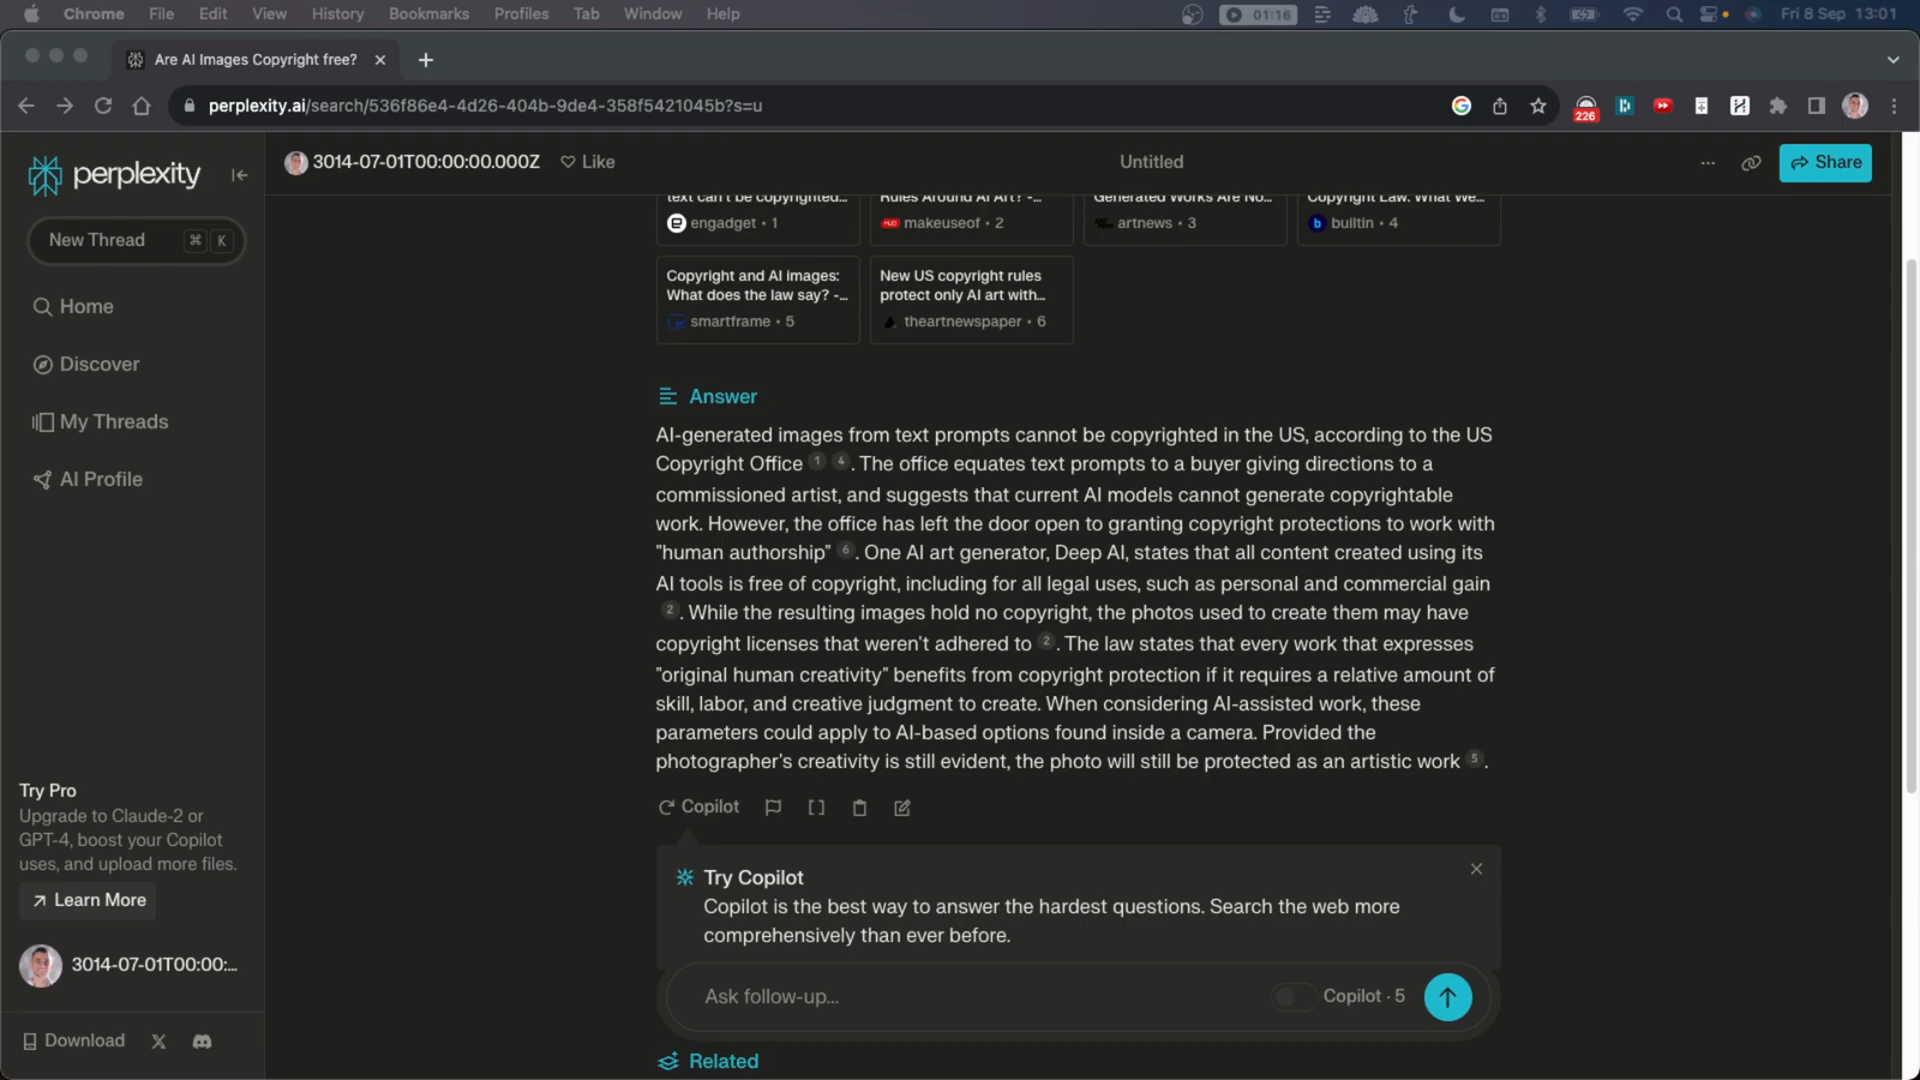 Chrome File Edit View History Bookmarks Profiles Tab Window Help 01:16 Fri 8 Sep 13:01
Are AI Images Copyright free?
perplexity.ai/search/536f86e4-4d26-404b-9de4-358f5421045b?s=u 226
perplexity
New Thread ⌘ K
Home
Discover
My Threads
AI Profile
Try Pro
Upgrade to Claude-2 or
GPT-4, boost your Copilot
uses, and upload more files.
Learn More
3014-07-01T00:00:...
Download
3014-07-01T00:00:00.000Z Like Untitled Share
text can't be copyrighted...
engadget • 1
Rules Around AI Art? -...
makeuseof • 2
Generated Works Are No...
artnews • 3
Copyright Law: What We...
builtin • 4
Copyright and AI images:
What does the law say? -...
smartframe • 5
New US copyright rules
protect only AI art with...
theartnewspaper • 6
Answer
AI-generated images from text prompts cannot be copyrighted in the US, according to the US
Copyright Office 1 4. The office equates text prompts to a buyer giving directions to a
commissioned artist, and suggests that current AI models cannot generate copyrightable
work. However, the office has left the door open to granting copyright protections to work with
"human authorship" 6. One AI art generator, Deep AI, states that all content created using its
AI tools is free of copyright, including for all legal uses, such as personal and commercial gain
2. While the resulting images hold no copyright, the photos used to create them may have
copyright licenses that weren't adhered to 2. The law states that every work that expresses
"original human creativity" benefits from copyright protection if it requires a relative amount of
skill, labor, and creative judgment to create. When considering AI-assisted work, these
parameters could apply to AI-based options found inside a camera. Provided the
photographer's creativity is still evident, the photo will still be protected as an artistic work 5.
Copilot
Try Copilot
Copilot is the best way to answer the hardest questions. Search the web more
comprehensively than ever before.
Ask follow-up... Copilot · 5
Related